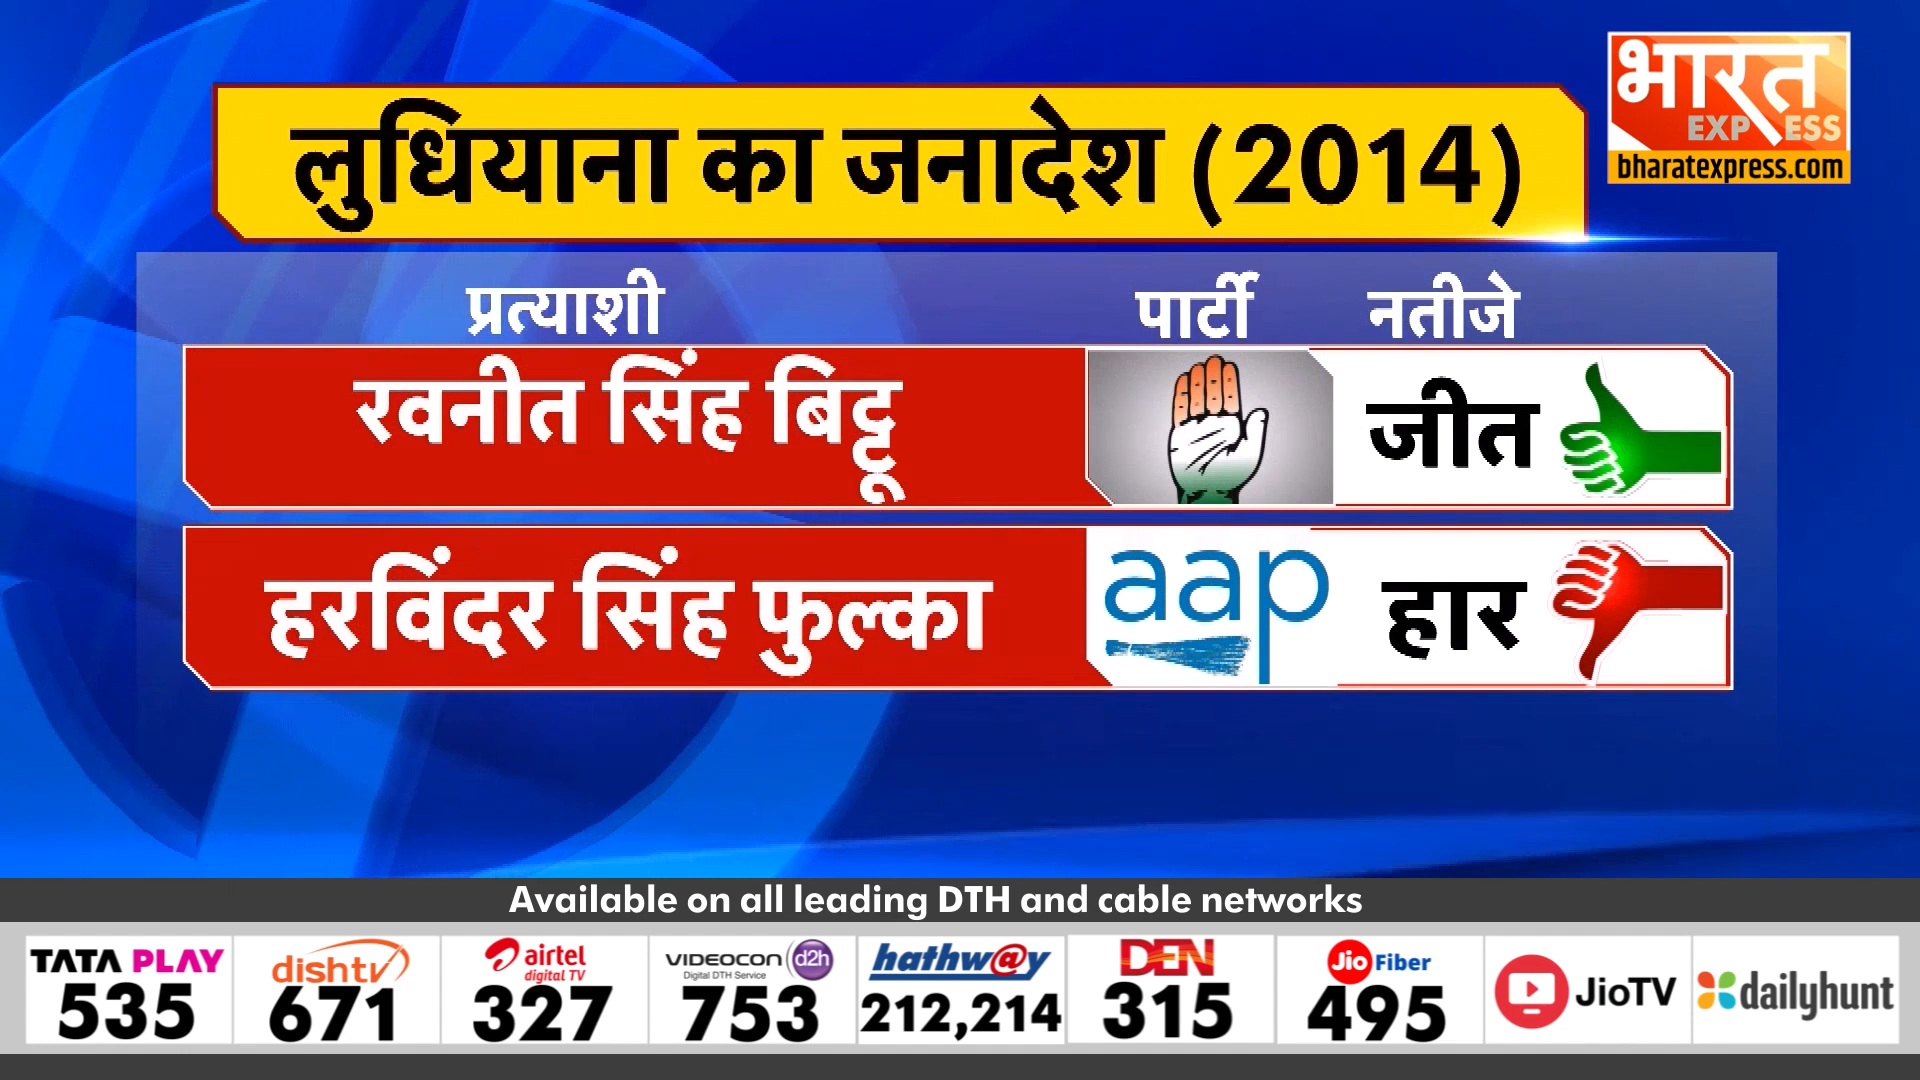 भारत
EXPRESS
bharatexpress.com
लुधियाना का जनादेश (2014)
प्रत्याशी पार्टी नतीजे
रवनीत सिंह बिट्टू जीत
हरविंदर सिंह फुल्का aap हार
Available on all leading DTH and cable networks
TATA PLAY
535
dishtv
671
airtel
digital TV
327
VIDEOCON d2h
Digital DTH Service
753
hathw@y
212,214
DEN
315
Jio Fiber
495
JioTV
dailyhunt